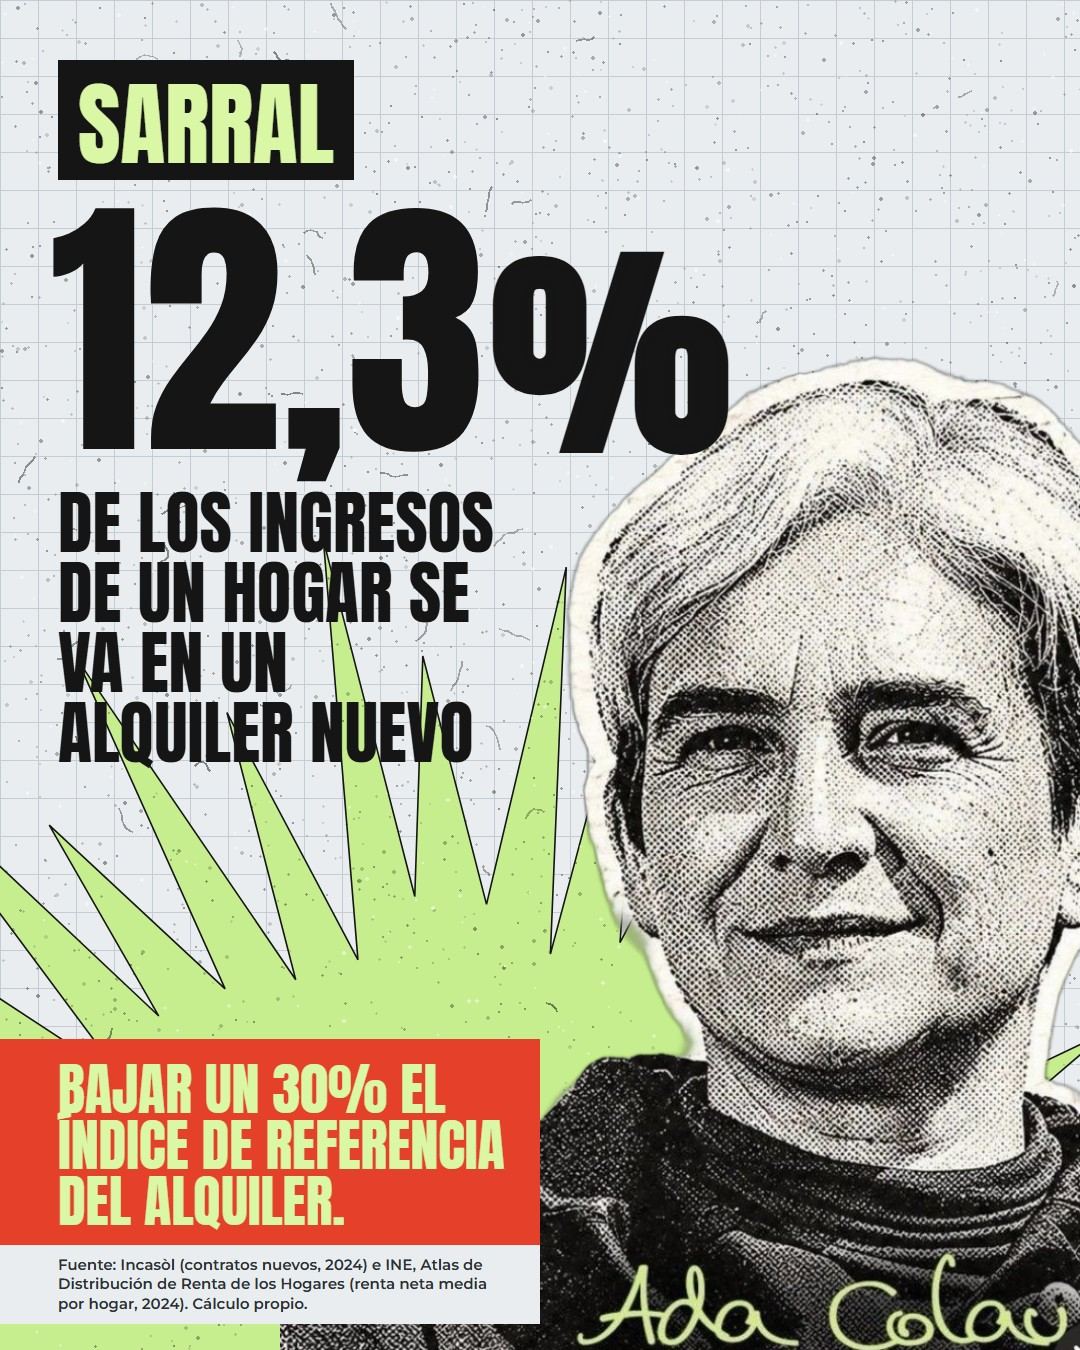 SARRAL
12,3%
DE LOS INGRESOS
DE UN HOGAR SE
VA EN UN
ALQUILER NUEVO
BAJAR UN 30% EL
ÍNDICE DE REFERENCIA
DEL ALQUILER.
Fuente: Incasòl (contratos nuevos, 2024) e INE, Atlas de
Distribución de Renta de los Hogares (renta neta media
por hogar, 2024). Cálculo propio.
Ada Colau